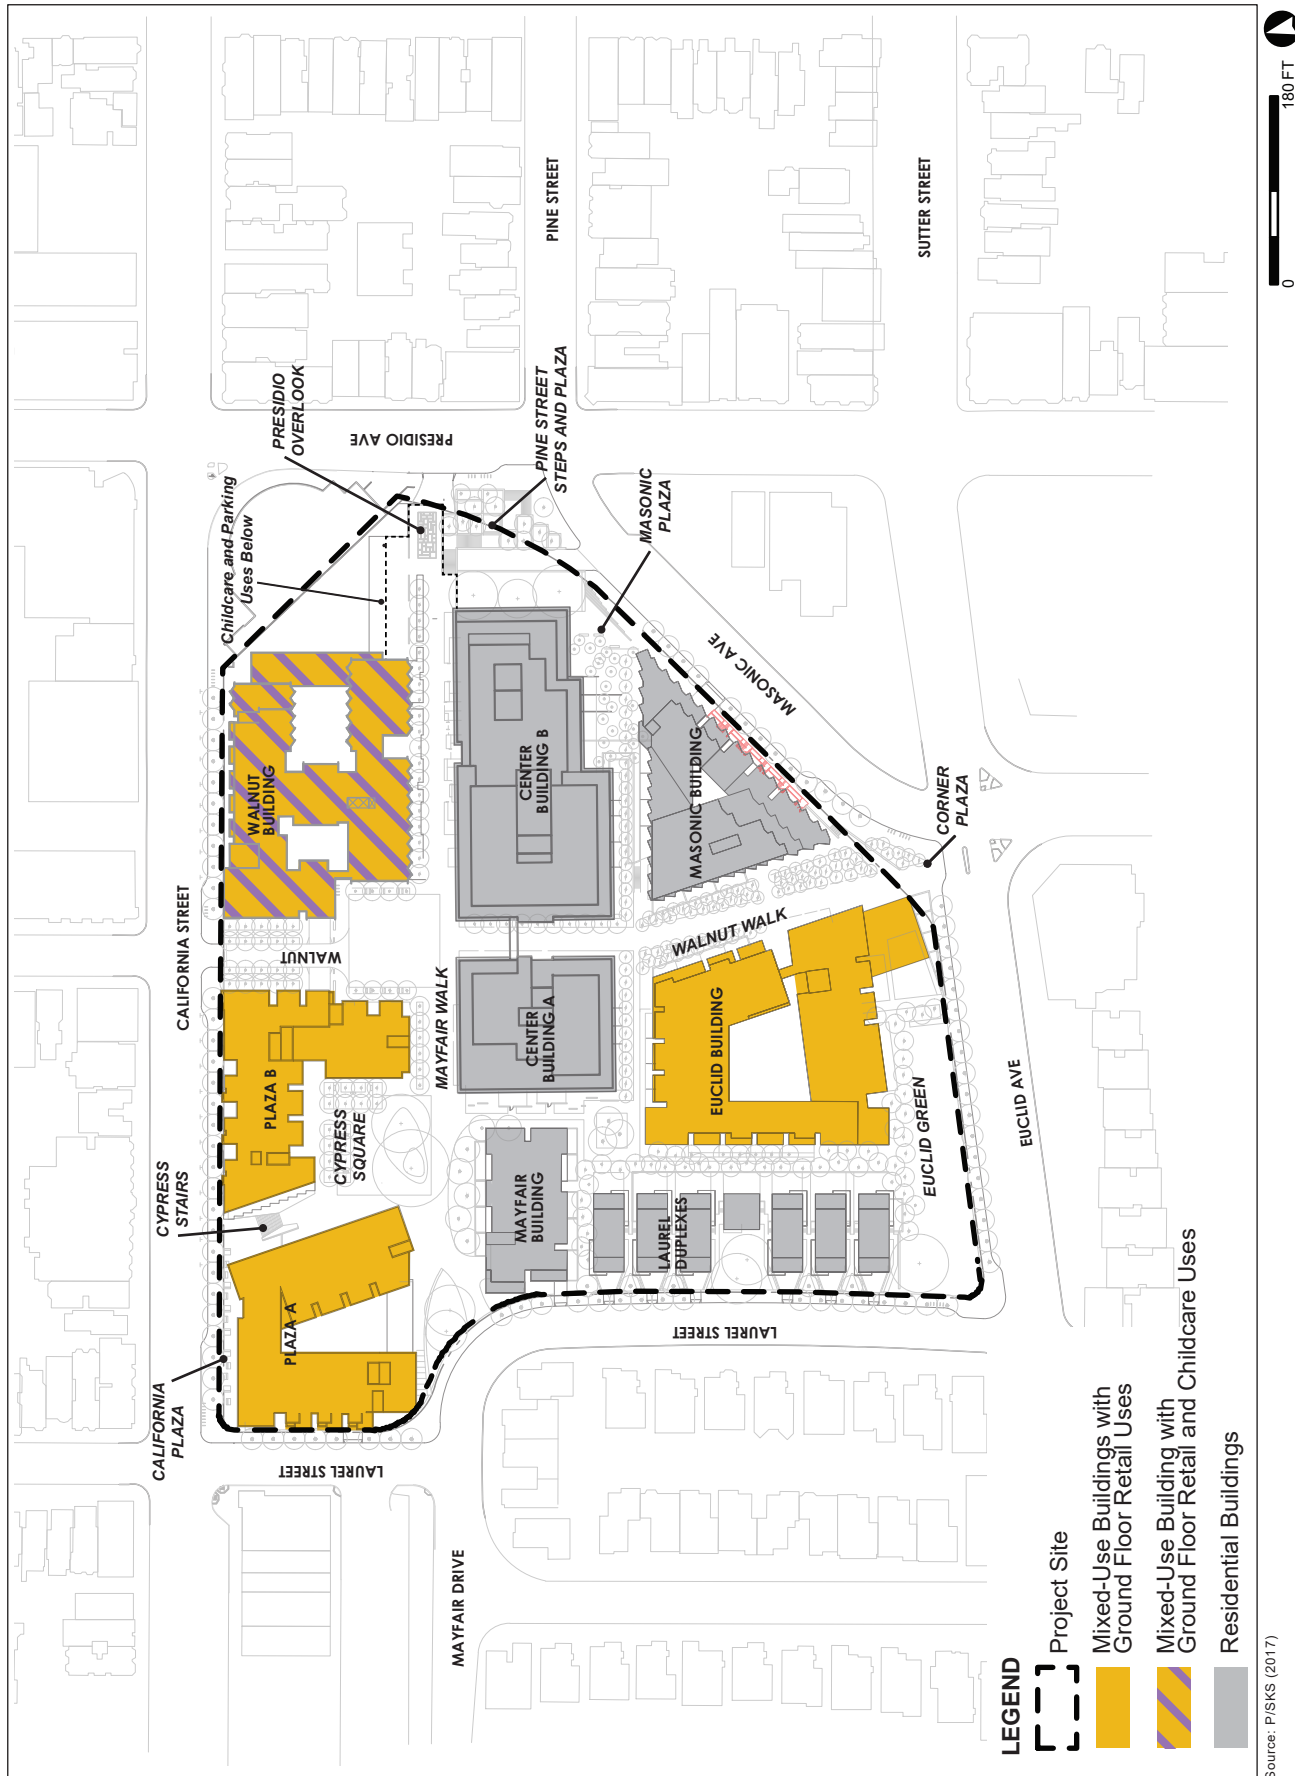 CALIFORNIA
PLAZA
CYPRESS
STAIRS
CALIFORNIA STREET
Childcare and Parking
Uses Below
PRESIDIO
OVERLOOK
PRESIDIO AVE
PINE STREET
PINE STREET
STEPS AND PLAZA
SUTTER STREET
MASONIC
PLAZA
MASONIC AVE
CORNER
PLAZA
WALNUT
BUILDING
WALNUT
PLAZA B
PLAZA A
CYPRESS
SQUARE
MAYFAIR WALK
CENTER
BUILDING B
CENTER
BUILDING A
MASONIC BUILDING
WALNUT WALK
EUCLID BUILDING
EUCLID GREEN
EUCLID AVE
MAYFAIR
BUILDING
LAUREL
DUPLEXES
LAUREL STREET
LAUREL STREET
MAYFAIR DRIVE
LEGEND
Project Site
Mixed-Use Buildings with
Ground Floor Retail Uses
Mixed-Use Building with
Ground Floor Retail and Childcare Uses
Residential Buildings
0
180 FT
Source: P/SKS (2017)